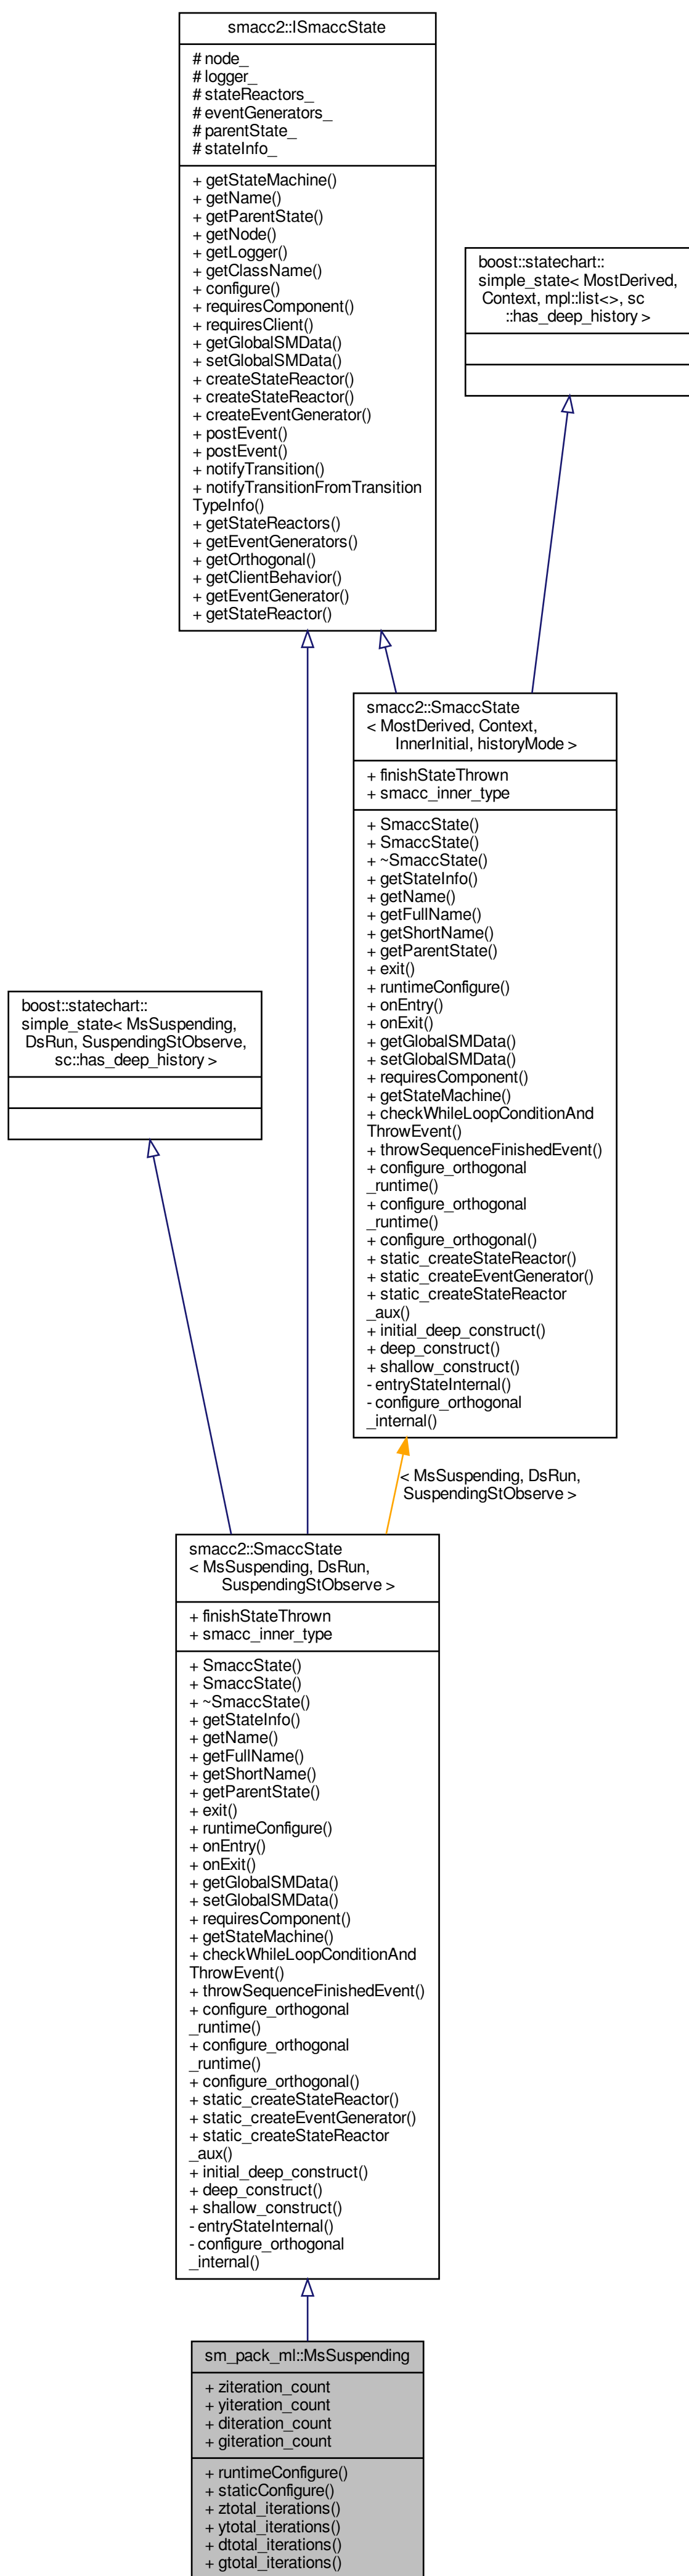 smacc2::ISmaccState
# node_
# logger_
# stateReactors_
# eventGenerators_
# parentState_
# stateInfo_
+ getStateMachine()
+ getName()
+ getParentState()
+ getNode()
+ getLogger()
+ getClassName()
+ configure()
+ requiresComponent()
+ requiresClient()
+ getGlobalSMData()
+ setGlobalSMData()
+ createStateReactor()
+ createStateReactor()
+ createEventGenerator()
+ postEvent()
+ postEvent()
+ notifyTransition()
+ notifyTransitionFromTransition
TypeInfo()
+ getStateReactors()
+ getEventGenerators()
+ getOrthogonal()
+ getClientBehavior()
+ getEventGenerator()
+ getStateReactor()
boost::statechart::
simple_state< MostDerived,
Context, mpl::list<>, sc
::has_deep_history >
smacc2::SmaccState
< MostDerived, Context,
InnerInitial, historyMode >
+ finishStateThrown
+ smacc_inner_type
+ SmaccState()
+ SmaccState()
+ ~SmaccState()
+ getStateInfo()
+ getName()
+ getFullName()
+ getShortName()
+ getParentState()
+ exit()
+ runtimeConfigure()
+ onEntry()
+ onExit()
+ getGlobalSMData()
+ setGlobalSMData()
+ requiresComponent()
+ getStateMachine()
+ checkWhileLoopConditionAnd
ThrowEvent()
+ throwSequenceFinishedEvent()
+ configure_orthogonal
_runtime()
+ configure_orthogonal
_runtime()
+ configure_orthogonal()
+ static_createStateReactor()
+ static_createEventGenerator()
+ static_createStateReactor
_aux()
+ initial_deep_construct()
+ deep_construct()
+ shallow_construct()
- entryStateInternal()
- configure_orthogonal
_internal()
boost::statechart::
simple_state< MsSuspending,
DsRun, SuspendingStObserve,
sc::has_deep_history >
< MsSuspending, DsRun,
SuspendingStObserve >
smacc2::SmaccState
< MsSuspending, DsRun,
SuspendingStObserve >
+ finishStateThrown
+ smacc_inner_type
+ SmaccState()
+ SmaccState()
+ ~SmaccState()
+ getStateInfo()
+ getName()
+ getFullName()
+ getShortName()
+ getParentState()
+ exit()
+ runtimeConfigure()
+ onEntry()
+ onExit()
+ getGlobalSMData()
+ setGlobalSMData()
+ requiresComponent()
+ getStateMachine()
+ checkWhileLoopConditionAnd
ThrowEvent()
+ throwSequenceFinishedEvent()
+ configure_orthogonal
_runtime()
+ configure_orthogonal
_runtime()
+ configure_orthogonal()
+ static_createStateReactor()
+ static_createEventGenerator()
+ static_createStateReactor
_aux()
+ initial_deep_construct()
+ deep_construct()
+ shallow_construct()
- entryStateInternal()
- configure_orthogonal
_internal()
sm_pack_ml::MsSuspending
+ ziteration_count
+ yiteration_count
+ diteration_count
+ giteration_count
+ runtimeConfigure()
+ staticConfigure()
+ ztotal_iterations()
+ ytotal_iterations()
+ dtotal_iterations()
+ gtotal_iterations()